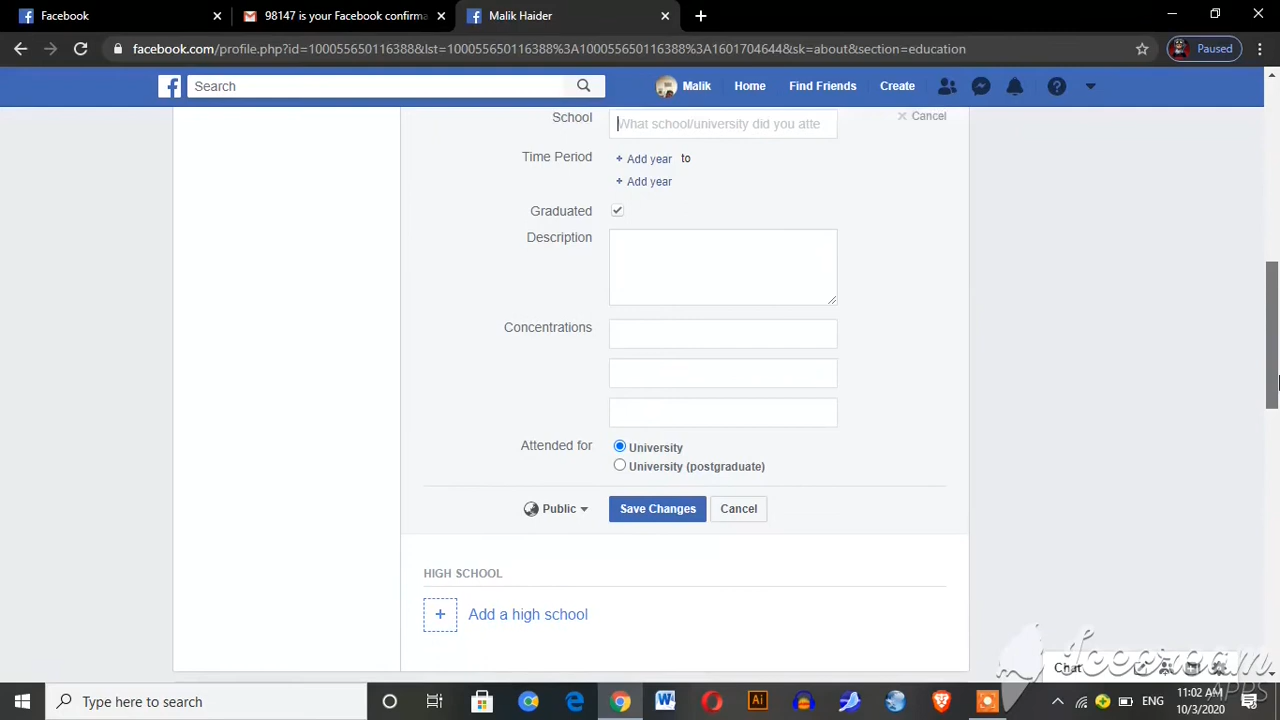 Facebook
98147 is your Facebook confirma
Malik Haider
facebook.com/profile.php?id=100055650116388&lst=100055650116388%3A100055650116388%3A1601704644&sk=about&section=education
Paused
Search
Malik
Home
Find Friends
Create
School
What school/university did you atte
Cancel
Time Period
+ Add year to
+ Add year
Graduated
Description
Concentrations
Attended for
University
University (postgraduate)
Public
Save Changes
Cancel
HIGH SCHOOL
+ Add a high school
Chat
APPS
Type here to search
ENG
11:02 AM
10/3/2020